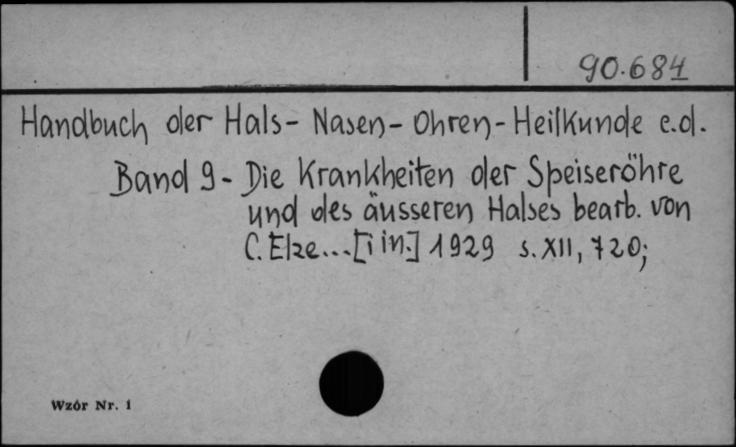 90.684
Handbuch der Hals- Nasen- Ohren- Heilkunde c.d.
Band 9- Die Krankheiten der Speiseröhre
und des äusseren Halses bearb. von
C. Elze...[i in.] 1929 s. XII, 720;
Wzór Nr. 1